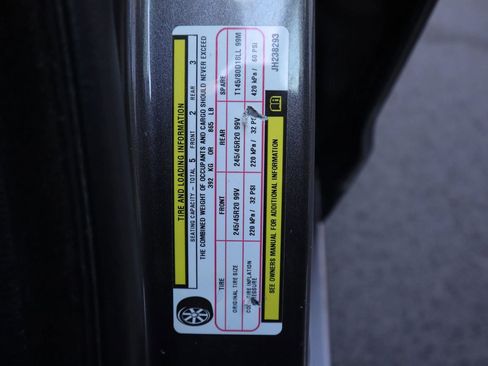 TIRE AND LOADING INFORMATION
SEATING CAPACITY - TOTAL 5 FRONT 2 REAR 3
THE COMBINED WEIGHT OF OCCUPANTS AND CARGO SHOULD NEVER EXCEED
392 KG OR 865 LB
TIRE FRONT REAR SPARE
ORIGINAL TIRE SIZE 245/45R20 99V 245/45R20 99V T145/80D18LL 99M
TIRE INFLATION 220 kPa / 32 PSI 220 kPa / 32 420 kPa / 60 PSI
SEE OWNERS MANUAL FOR ADDITIONAL INFORMATION
JH238293